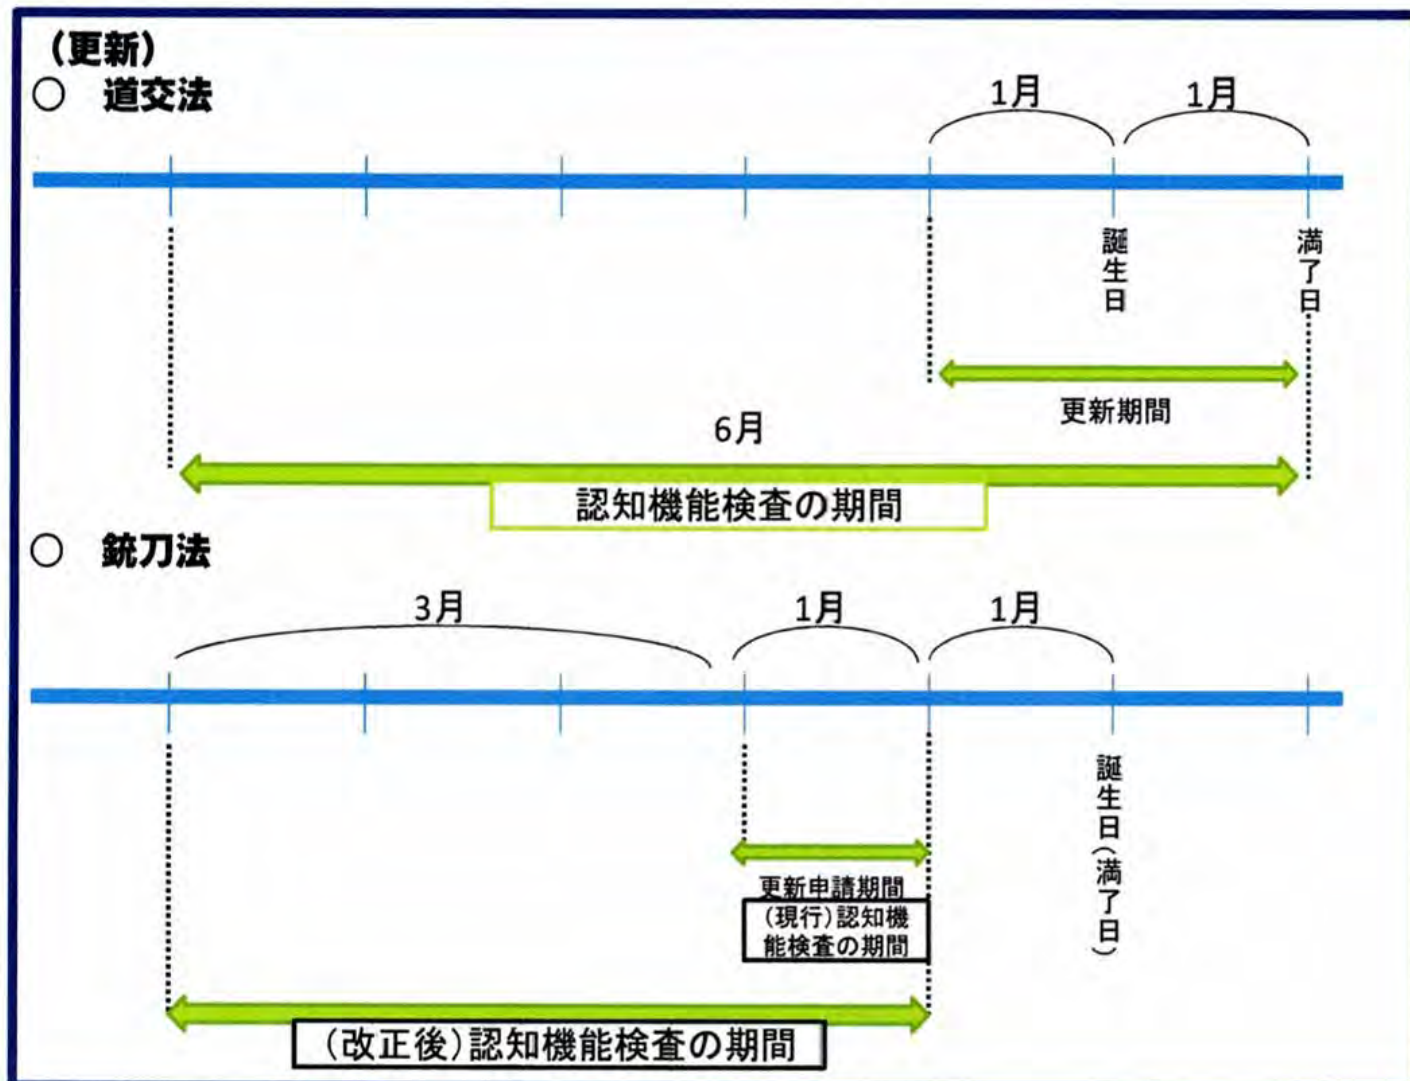 （更新）
○ 道交法
1月
1月
誕生日
満了日
更新期間
6月
認知機能検査の期間
○ 銃刀法
3月
1月
1月
誕生日（満了日）
更新申請期間
（現行）認知機
能検査の期間
（改正後）認知機能検査の期間